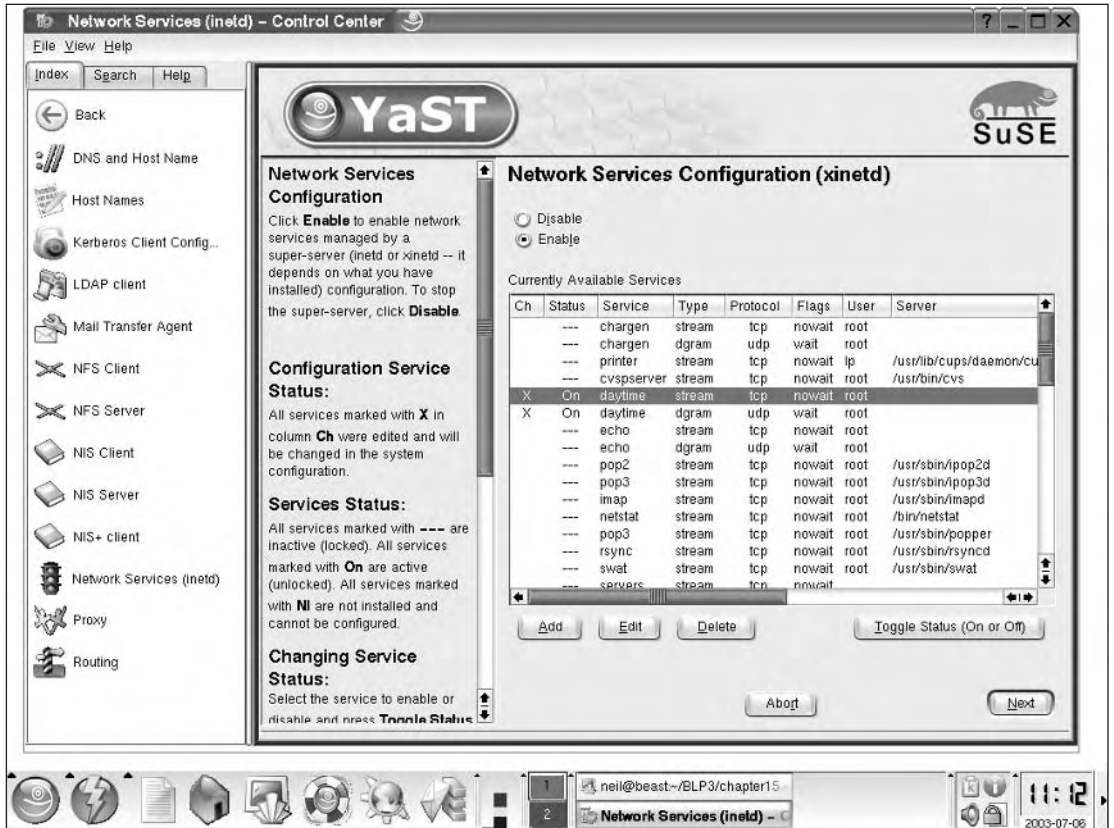 Network Services (inetd) – Control Center
File View Help
Index Search Help
Back
DNS and Host Name
Host Names
Kerberos Client Config...
LDAP client
Mail Transfer Agent
NFS Client
NFS Server
NIS Client
NIS Server
NIS+ client
Network Services (inetd)
Proxy
Routing
YaST
SuSE
Network Services
Configuration
Click Enable to enable network
services managed by a
super-server (inetd or xinetd -- it
depends on what you have
installed) configuration. To stop
the super-server, click Disable.
Configuration Service
Status:
All services marked with X in
column Ch were edited and will
be changed in the system
configuration.
Services Status:
All services marked with --- are
inactive (locked). All services
marked with On are active
(unlocked). All services marked
with NI are not installed and
cannot be configured.
Changing Service
Status:
Select the service to enable or
disable and press Toggle Status
Network Services Configuration (xinetd)
Disable
Enable
Currently Available Services
Ch Status Service Type Protocol Flags User Server
--- chargen stream tcp nowait root
--- chargen dgram udp wait root
--- printer stream tcp nowait lp /usr/lib/cups/daemon/cu
--- cvspserver stream tcp nowait root /usr/bin/cvs
X On daytime stream tcp nowait root
X On daytime dgram udp wait root
--- echo stream tcp nowait root
--- echo dgram udp wait root
--- pop2 stream tcp nowait root /usr/sbin/ipop2d
--- pop3 stream tcp nowait root /usr/sbin/ipop3d
--- imap stream tcp nowait root /usr/sbin/imapd
--- netstat stream tcp nowait root /bin/netstat
--- pop3 stream tcp nowait root /usr/sbin/popper
--- rsync stream tcp nowait root /usr/sbin/rsyncd
--- swat stream tcp nowait root /usr/sbin/swat
--- servers stream tcp nowait
Add Edit Delete Toggle Status (On or Off)
Abort Next
1 neil@beast:~/BLP3/chapter15
2 Network Services (inetd) –
11:12
2003-07-06